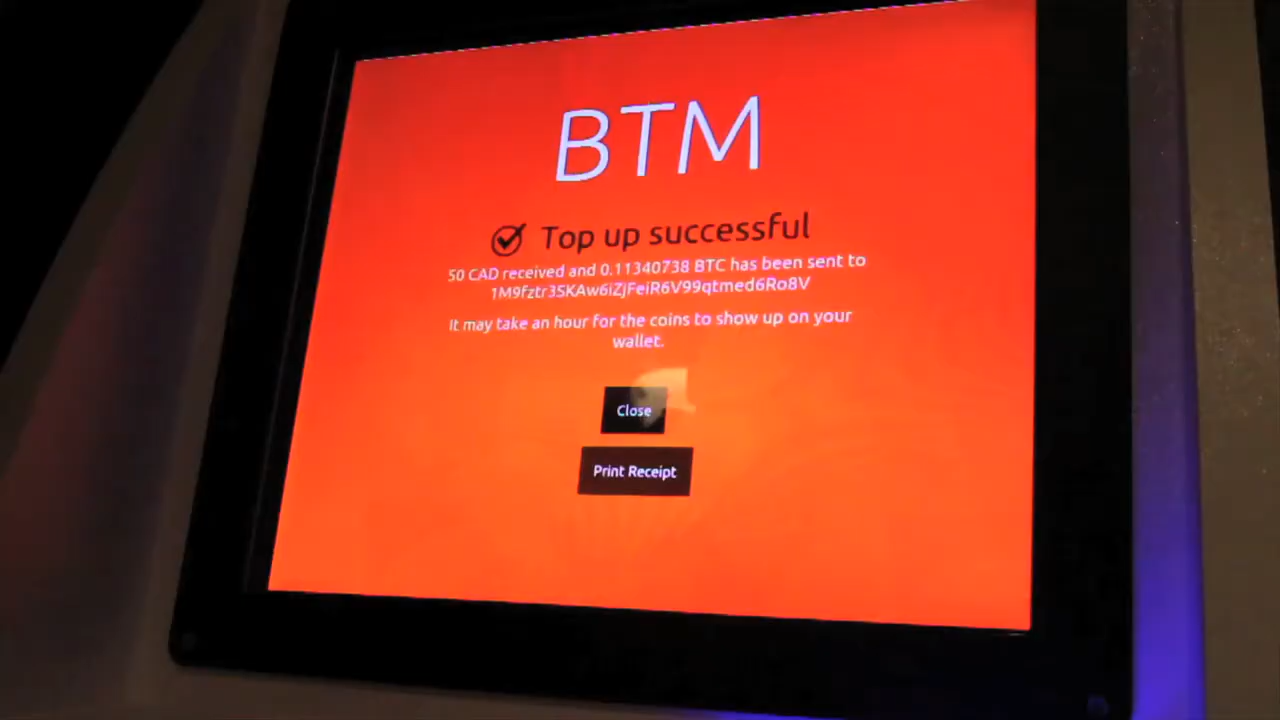 BTM
Top up successful
50 CAD received and 0.11340738 BTC has been sent to
1M9fztr35KAw6iZjFeiR6V99qtmed6Ro8V
It may take an hour for the coins to show up on your
wallet.
Close
Print Receipt